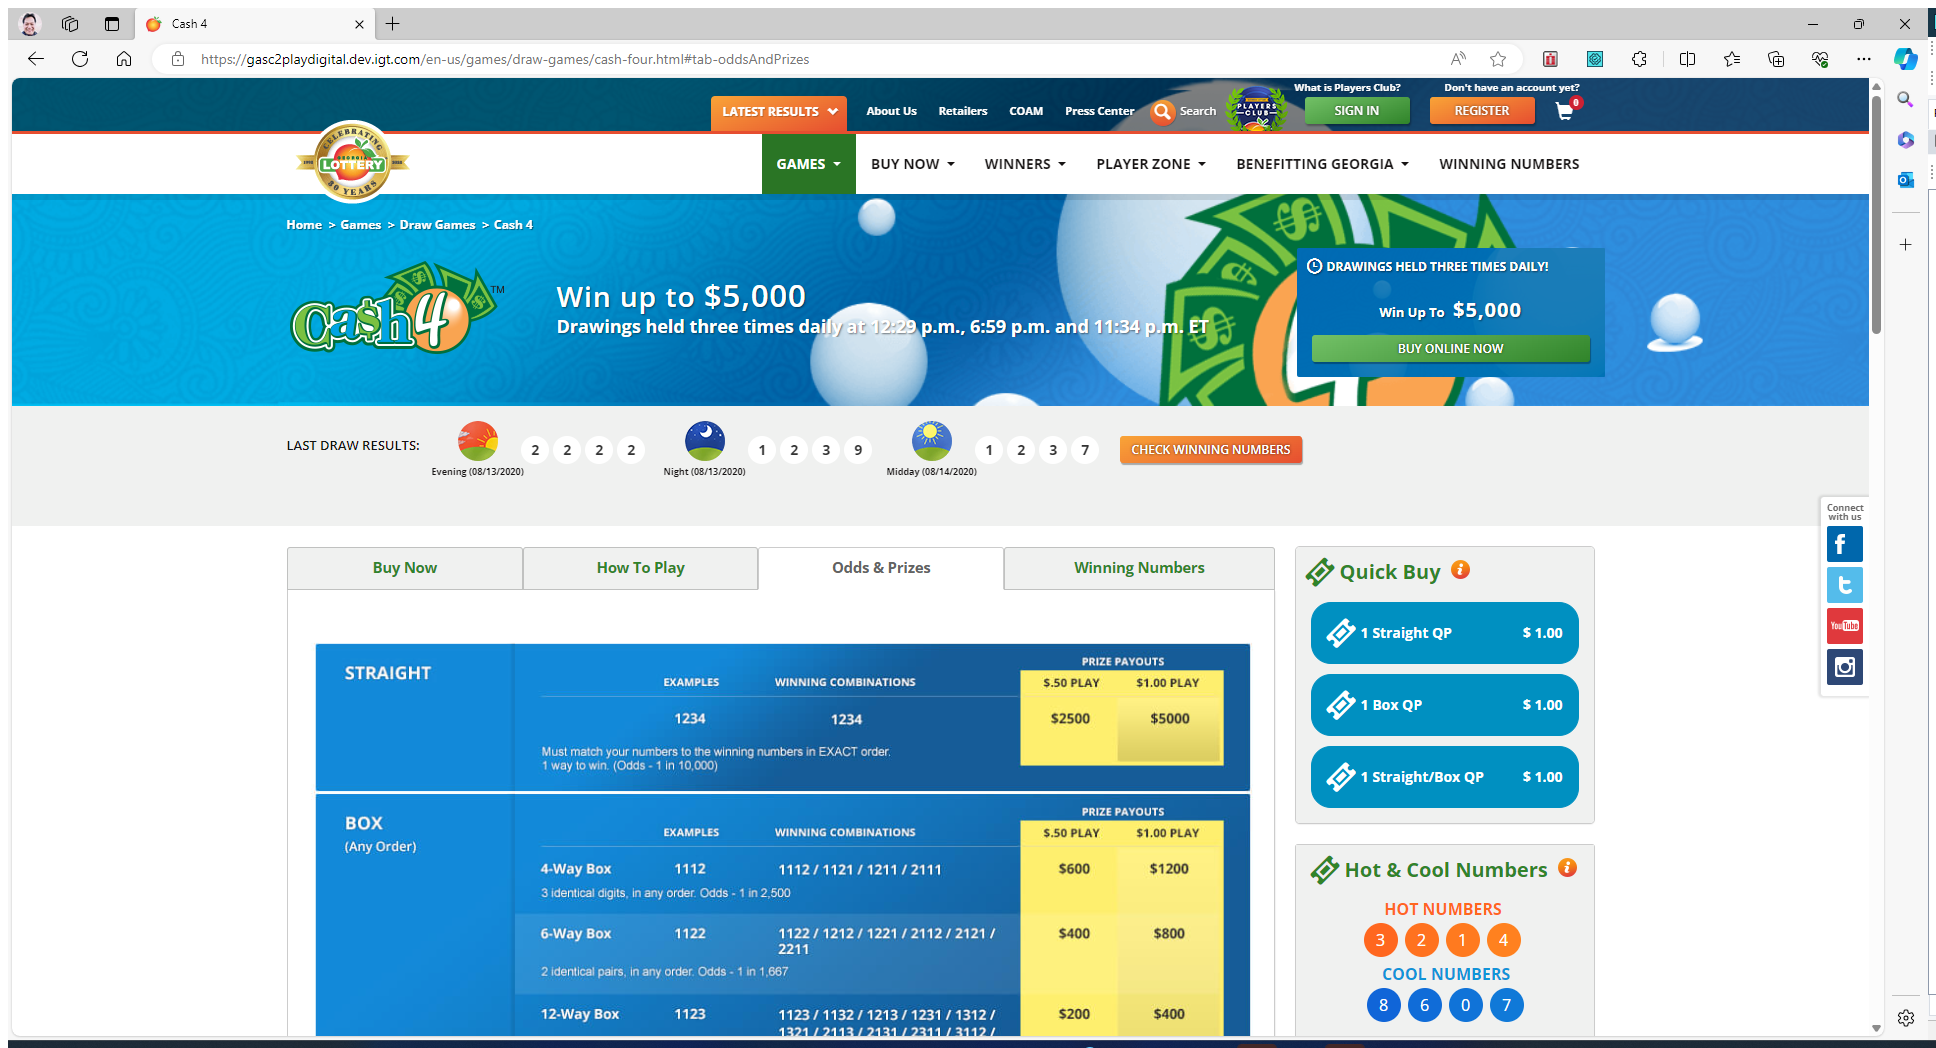 Cash 4
https://gasc2playdigital.dev.igt.com/en-us/games/draw-games/cash-four.html#tab-oddsAndPrizes
LATEST RESULTS
About Us
Retailers
COAM
Press Center
Search
PLAYERS CLUB
What is Players Club?
SIGN IN
Don't have an account yet?
REGISTER
0
CELEBRATING
GEORGIA
LOTTERY
30 YEARS
GAMES
BUY NOW
WINNERS
PLAYER ZONE
BENEFITTING GEORGIA
WINNING NUMBERS
Home > Games > Draw Games > Cash 4
Cash 4 TM
Win up to $5,000
Drawings held three times daily at 12:29 p.m., 6:59 p.m. and 11:34 p.m. ET
DRAWINGS HELD THREE TIMES DAILY!
Win Up To $5,000
BUY ONLINE NOW
LAST DRAW RESULTS:
Evening (08/13/2020)
2 2 2 2
Night (08/13/2020)
1 2 3 9
Midday (08/14/2020)
1 2 3 7
CHECK WINNING NUMBERS
Connect
with us
f
t
YouTube
Buy Now
How To Play
Odds & Prizes
Winning Numbers
STRAIGHT
PRIZE PAYOUTS
EXAMPLES WINNING COMBINATIONS $.50 PLAY $1.00 PLAY
1234 1234 $2500 $5000
Must match your numbers to the winning numbers in EXACT order.
1 way to win. (Odds - 1 in 10,000)
BOX
(Any Order)
PRIZE PAYOUTS
EXAMPLES WINNING COMBINATIONS $.50 PLAY $1.00 PLAY
4-Way Box 1112 1112 / 1121 / 1211 / 2111 $600 $1200
3 identical digits, in any order. Odds - 1 in 2,500
6-Way Box 1122 1122 / 1212 / 1221 / 2112 / 2121 / $400 $800
2211
2 identical pairs, in any order. Odds - 1 in 1,667
12-Way Box 1123 1123 / 1132 / 1213 / 1231 / 1312 / $200 $400
1321 / 2113 / 2131 / 2311 / 3112 /
Quick Buy
1 Straight QP $ 1.00
1 Box QP $ 1.00
1 Straight/Box QP $ 1.00
Hot & Cool Numbers
HOT NUMBERS
3 2 1 4
COOL NUMBERS
8 6 0 7